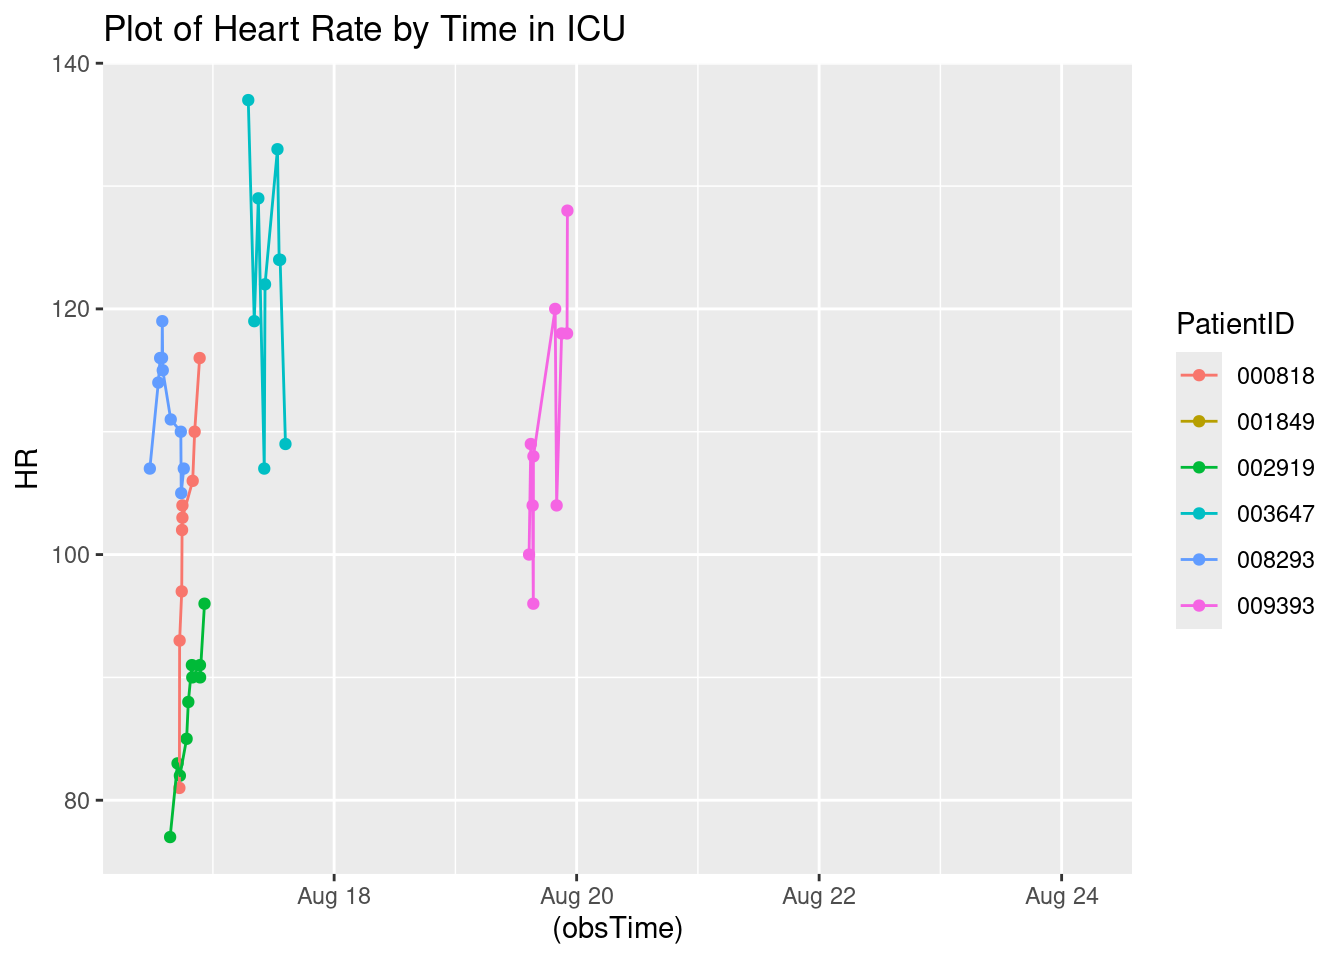 Plot of Heart Rate by Time in ICU
140
120
100
80
HR
Aug 18
Aug 20
Aug 22
Aug 24
(obsTime)
PatientID
000818
001849
002919
003647
008293
009393